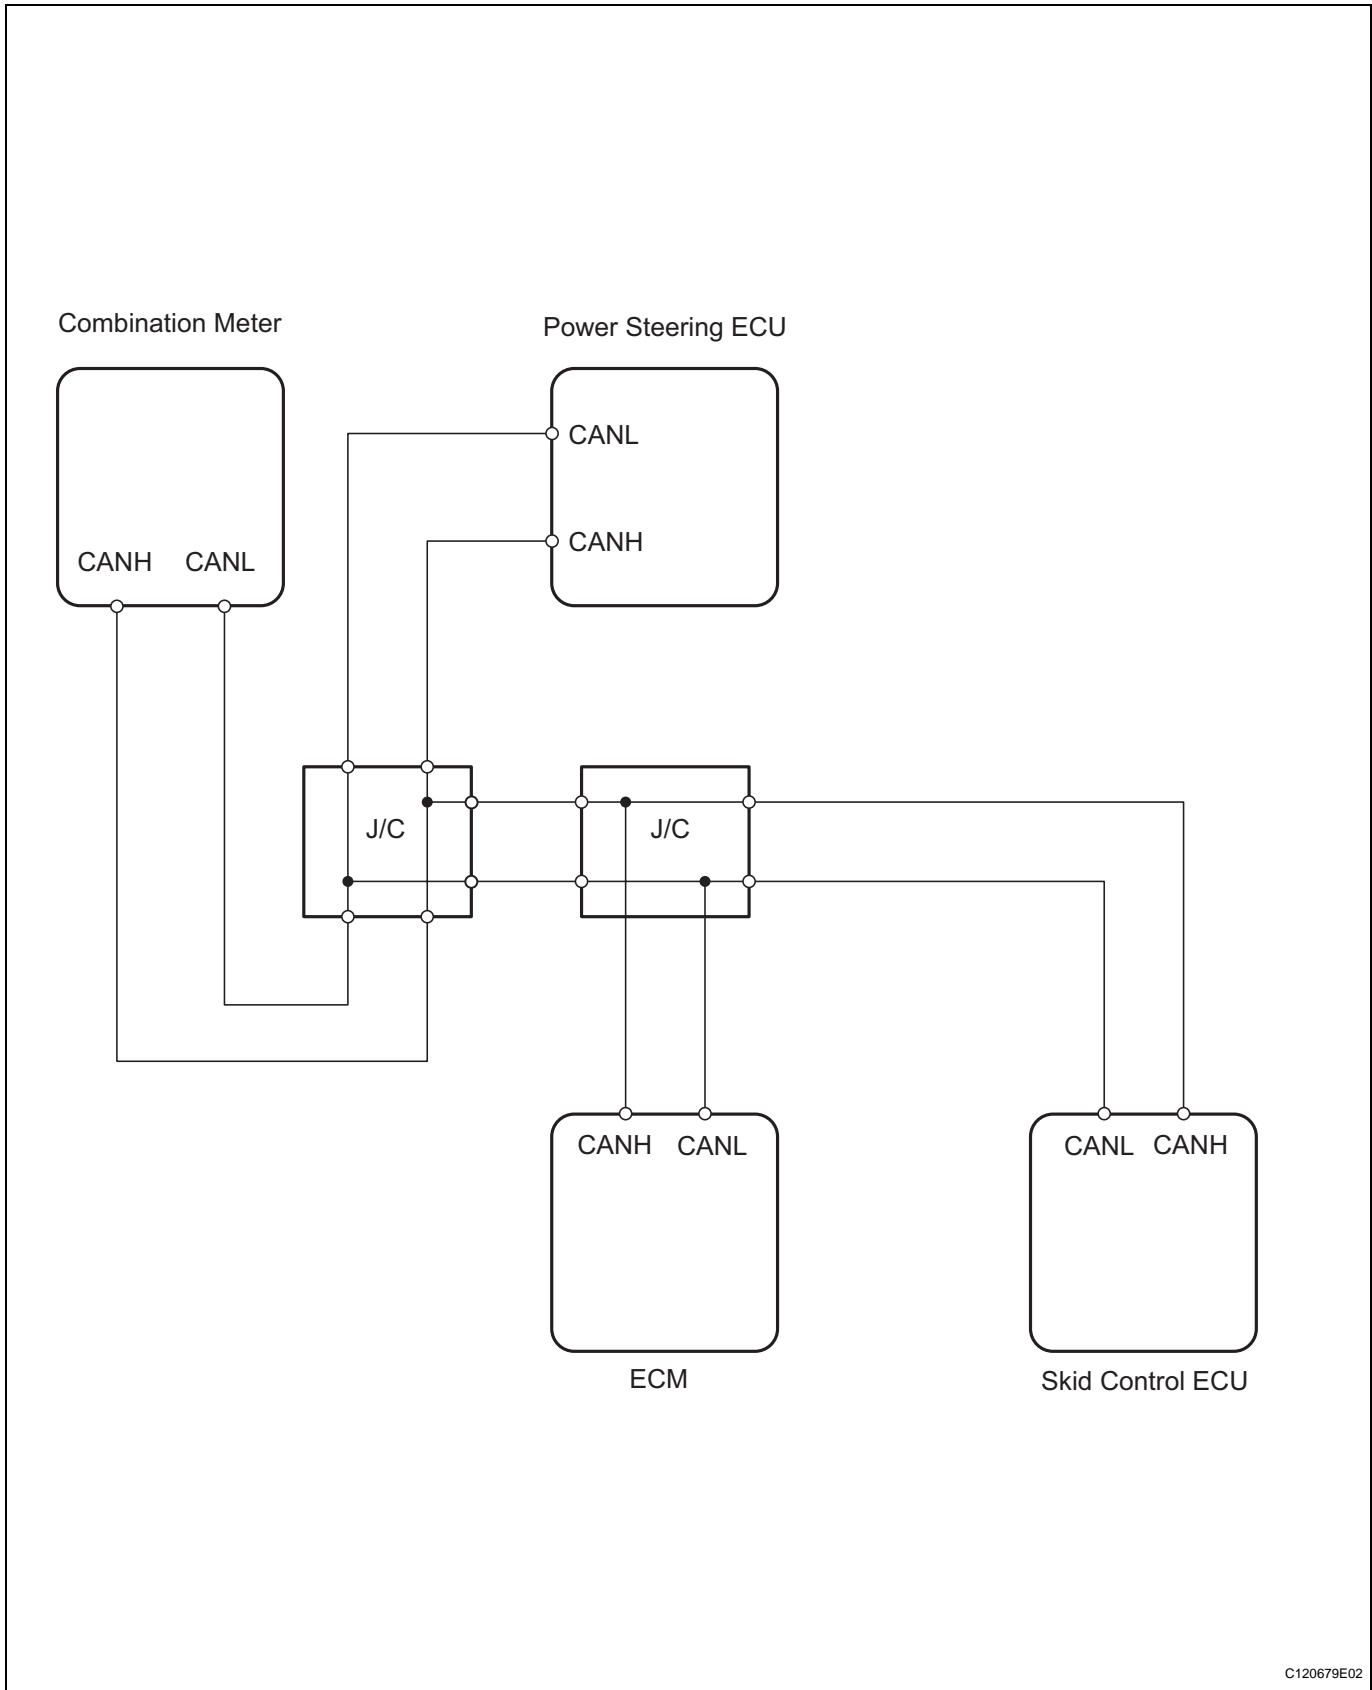 Combination Meter
Power Steering ECU
CANL
CANH
CANH CANL
J/C
J/C
CANH CANL
CANL CANH
ECM
Skid Control ECU
C120679E02